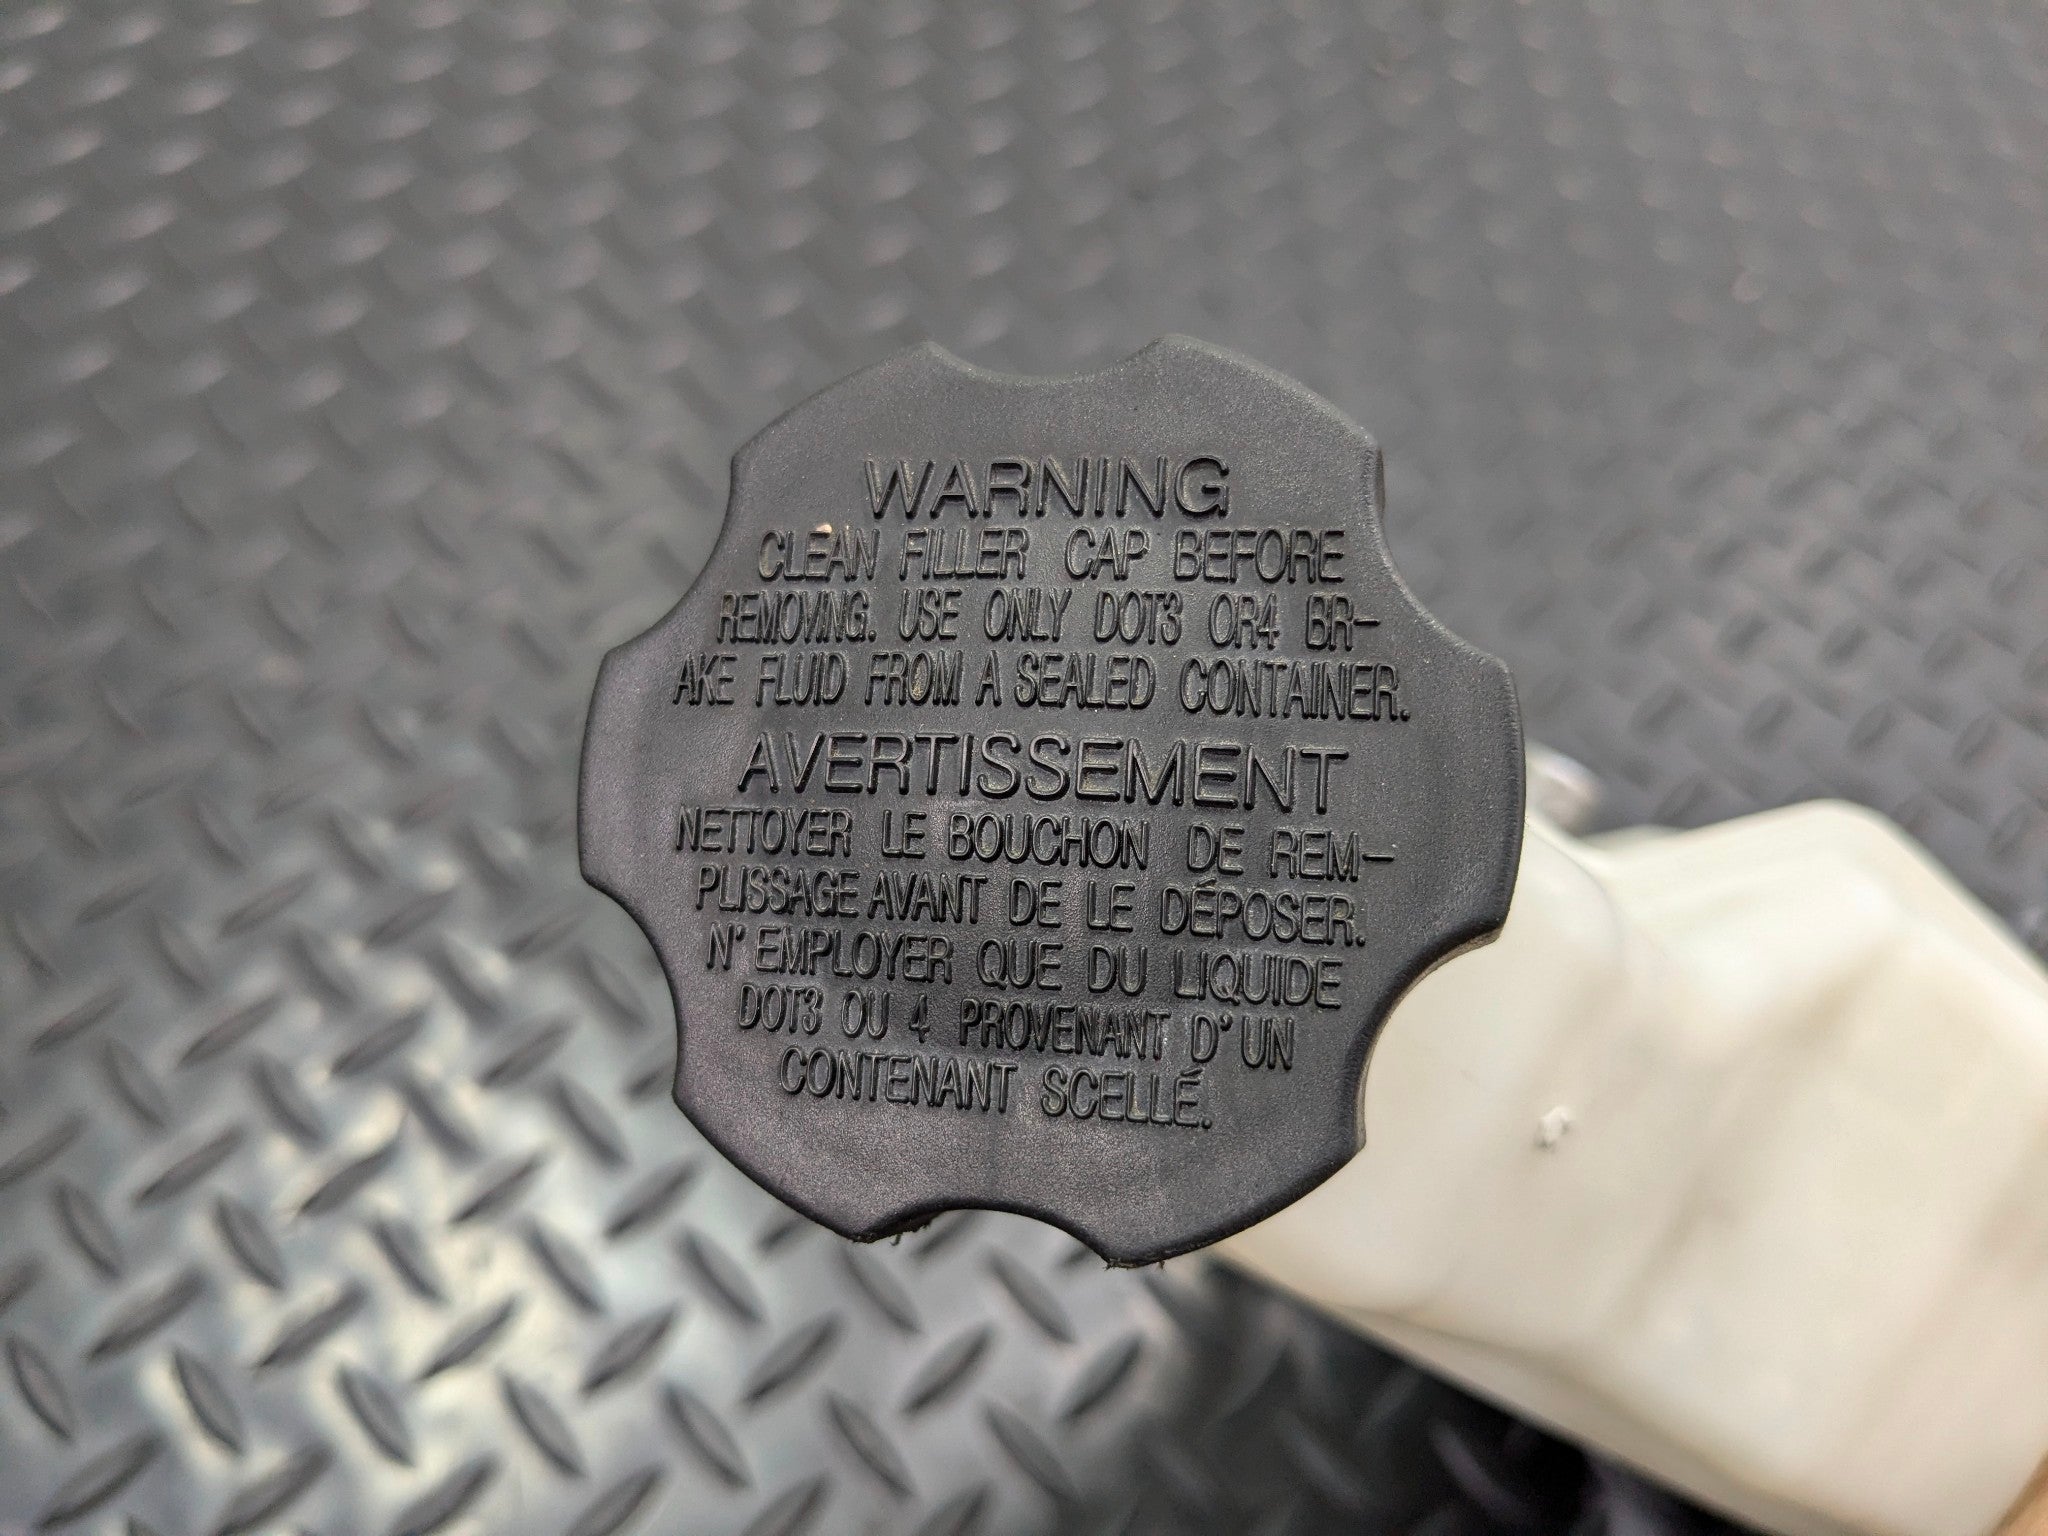 WARNING
CLEAN FILLER CAP BEFORE
REMOVING. USE ONLY DOT3 OR4 BR-
AKE FLUID FROM A SEALED CONTAINER.
AVERTISSEMENT
NETTOYER LE BOUCHON DE REM-
PLISSAGE AVANT DE LE DÉPOSER.
N'EMPLOYER QUE DU LIQUIDE
DOT3 OU 4 PROVENANT D'UN
CONTENANT SCELLÉ.